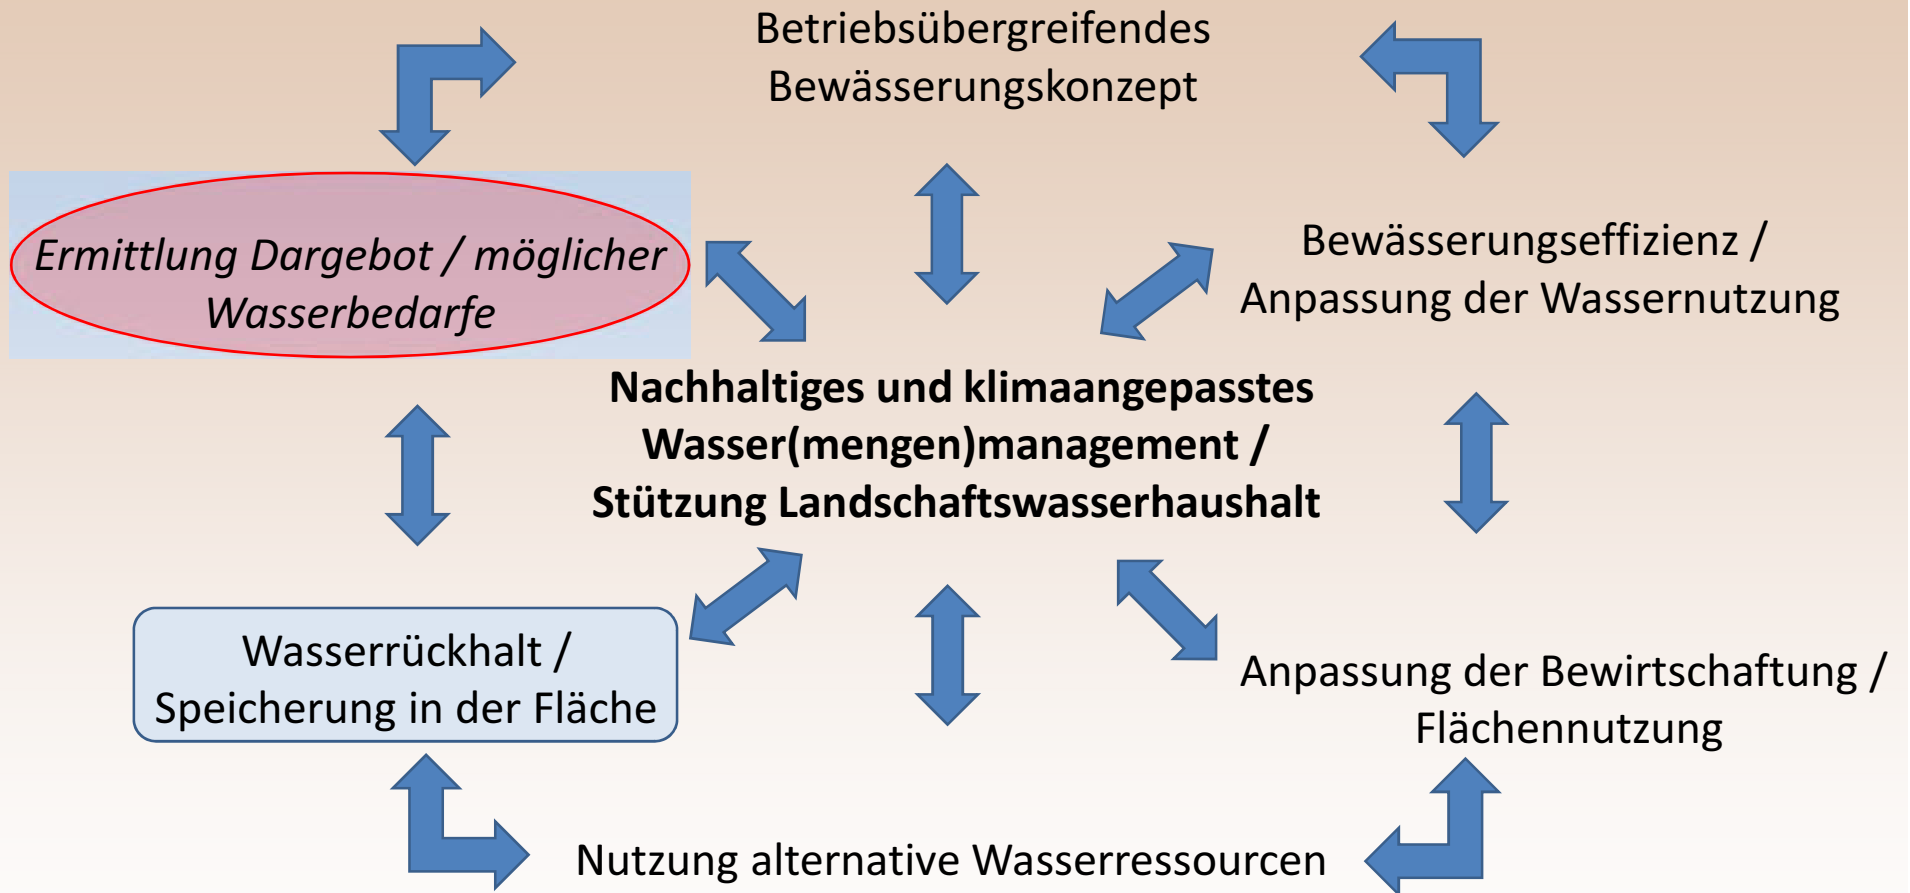 Betriebsübergreifendes
Bewässerungskonzept
Ermittlung Dargebot / möglicher
Wasserbedarfe
Bewässerungseffizienz /
Anpassung der Wassernutzung
Nachhaltiges und klimaangepasstes
Wasser(mengen)management /
Stützung Landschaftswasserhaushalt
Wasserrückhalt /
Speicherung in der Fläche
Anpassung der Bewirtschaftung /
Flächennutzung
Nutzung alternative Wasserressourcen